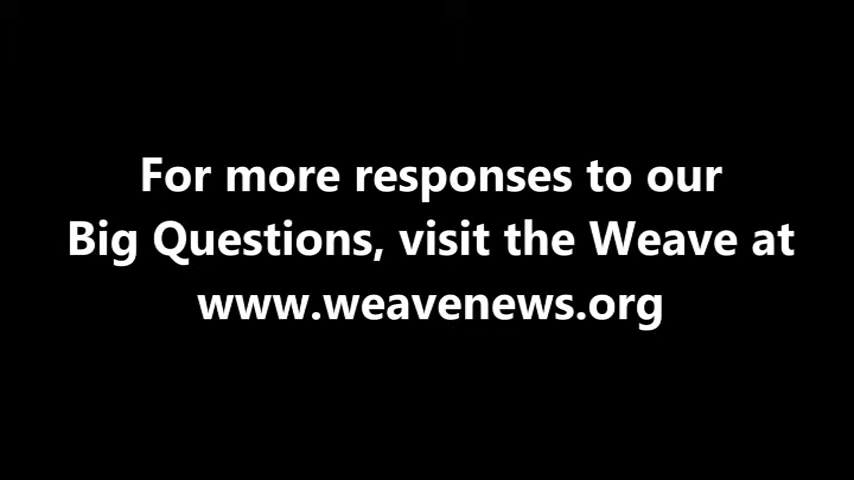 For more responses to our
Big Questions, visit the Weave at
www.weavenews.org